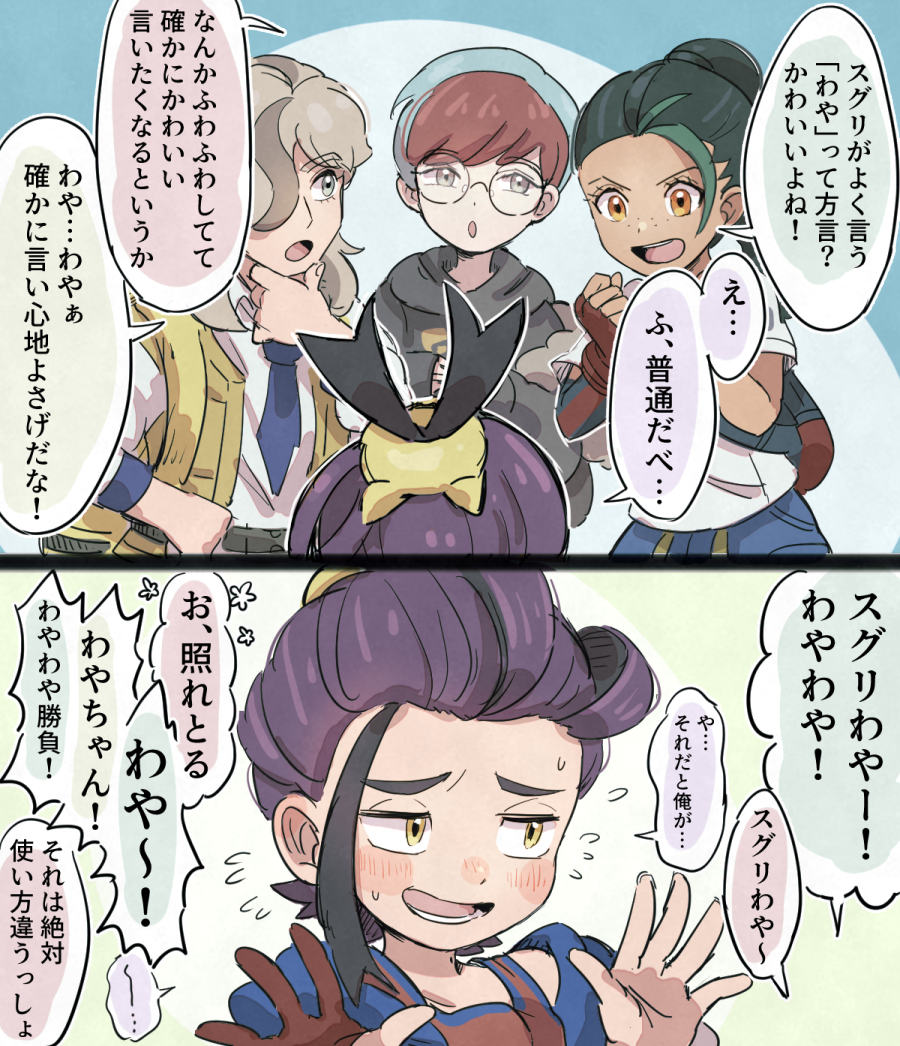 スグリがよく言う
「わや」って方言？
かわいいよね！
え…
ふ、普通だべ…
なんかふわふわしてて
確かにかわいい
言いたくなるというか
わや…わやぁ
確かに言い心地よさげだな！
スグリわやー！
わやわや！
スグリわや〜
や…
それだと俺が…
お、照れとる
わや〜！
わやちゃん！
わやわや勝負！
それは絶対
使い方違うっしょ
〜…